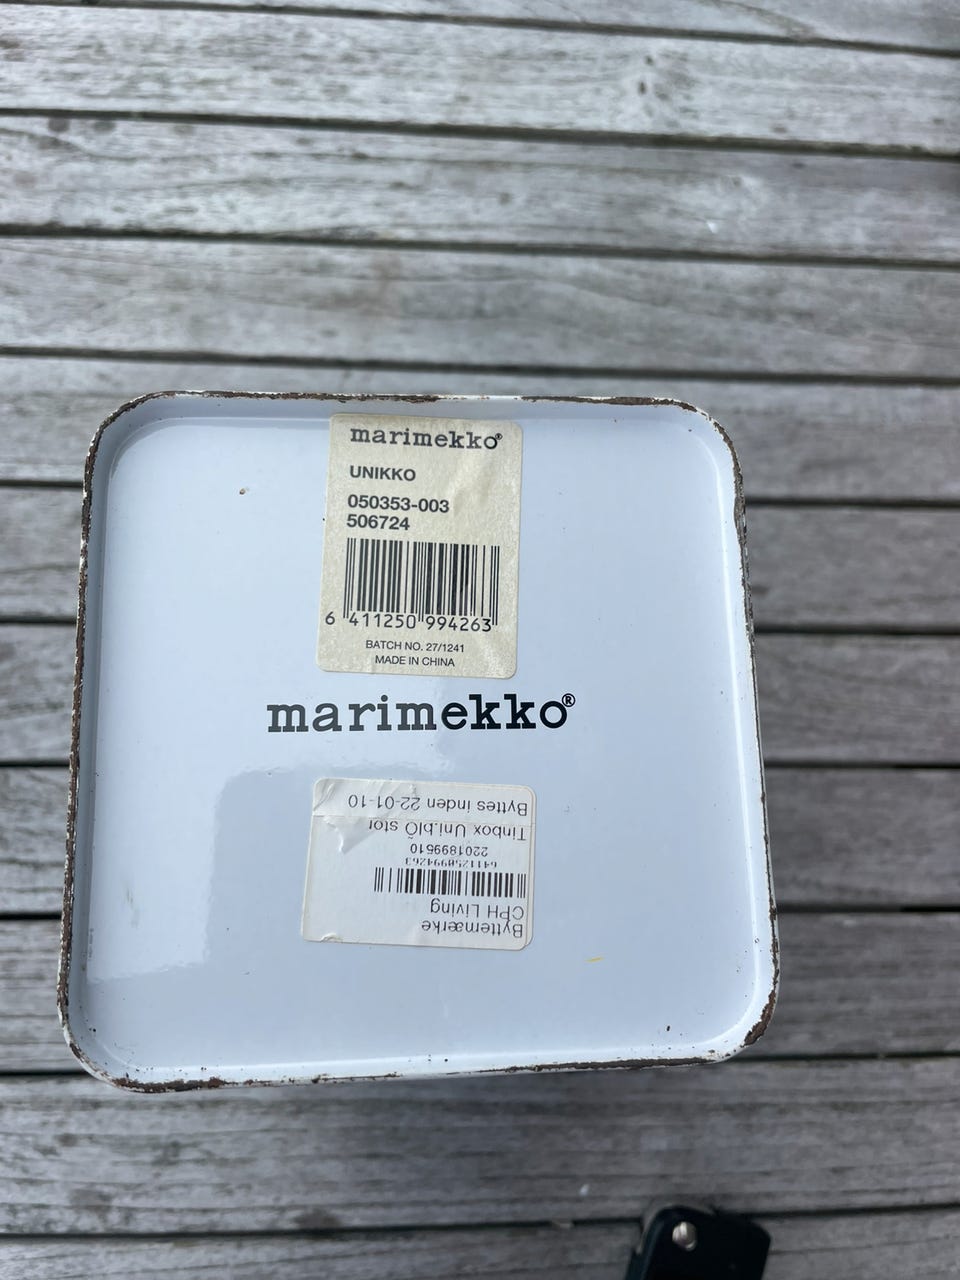 marimekko®
UNIKKO
050353-003
506724
6 411250 994263
BATCH NO. 27/1241
MADE IN CHINA
marimekko®
Byttemærke
CPH Living
6411250994263
2201899510
Tinbox Uni.blÕ stor
Byttes inden 22-01-10